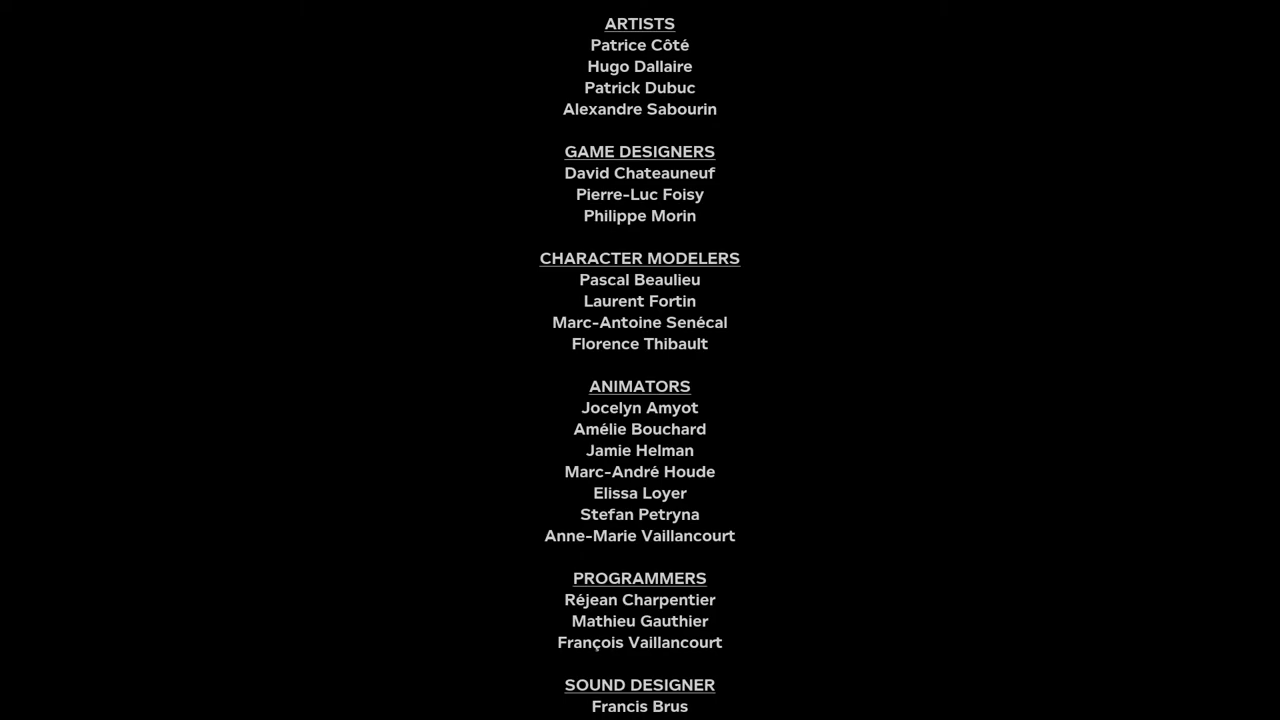 ARTISTS
Patrice Côté
Hugo Dallaire
Patrick Dubuc
Alexandre Sabourin
GAME DESIGNERS
David Chateauneuf
Pierre-Luc Foisy
Philippe Morin
CHARACTER MODELERS
Pascal Beaulieu
Laurent Fortin
Marc-Antoine Senécal
Florence Thibault
ANIMATORS
Jocelyn Amyot
Amélie Bouchard
Jamie Helman
Marc-André Houde
Elissa Loyer
Stefan Petryna
Anne-Marie Vaillancourt
PROGRAMMERS
Réjean Charpentier
Mathieu Gauthier
François Vaillancourt
SOUND DESIGNER
Francis Brus